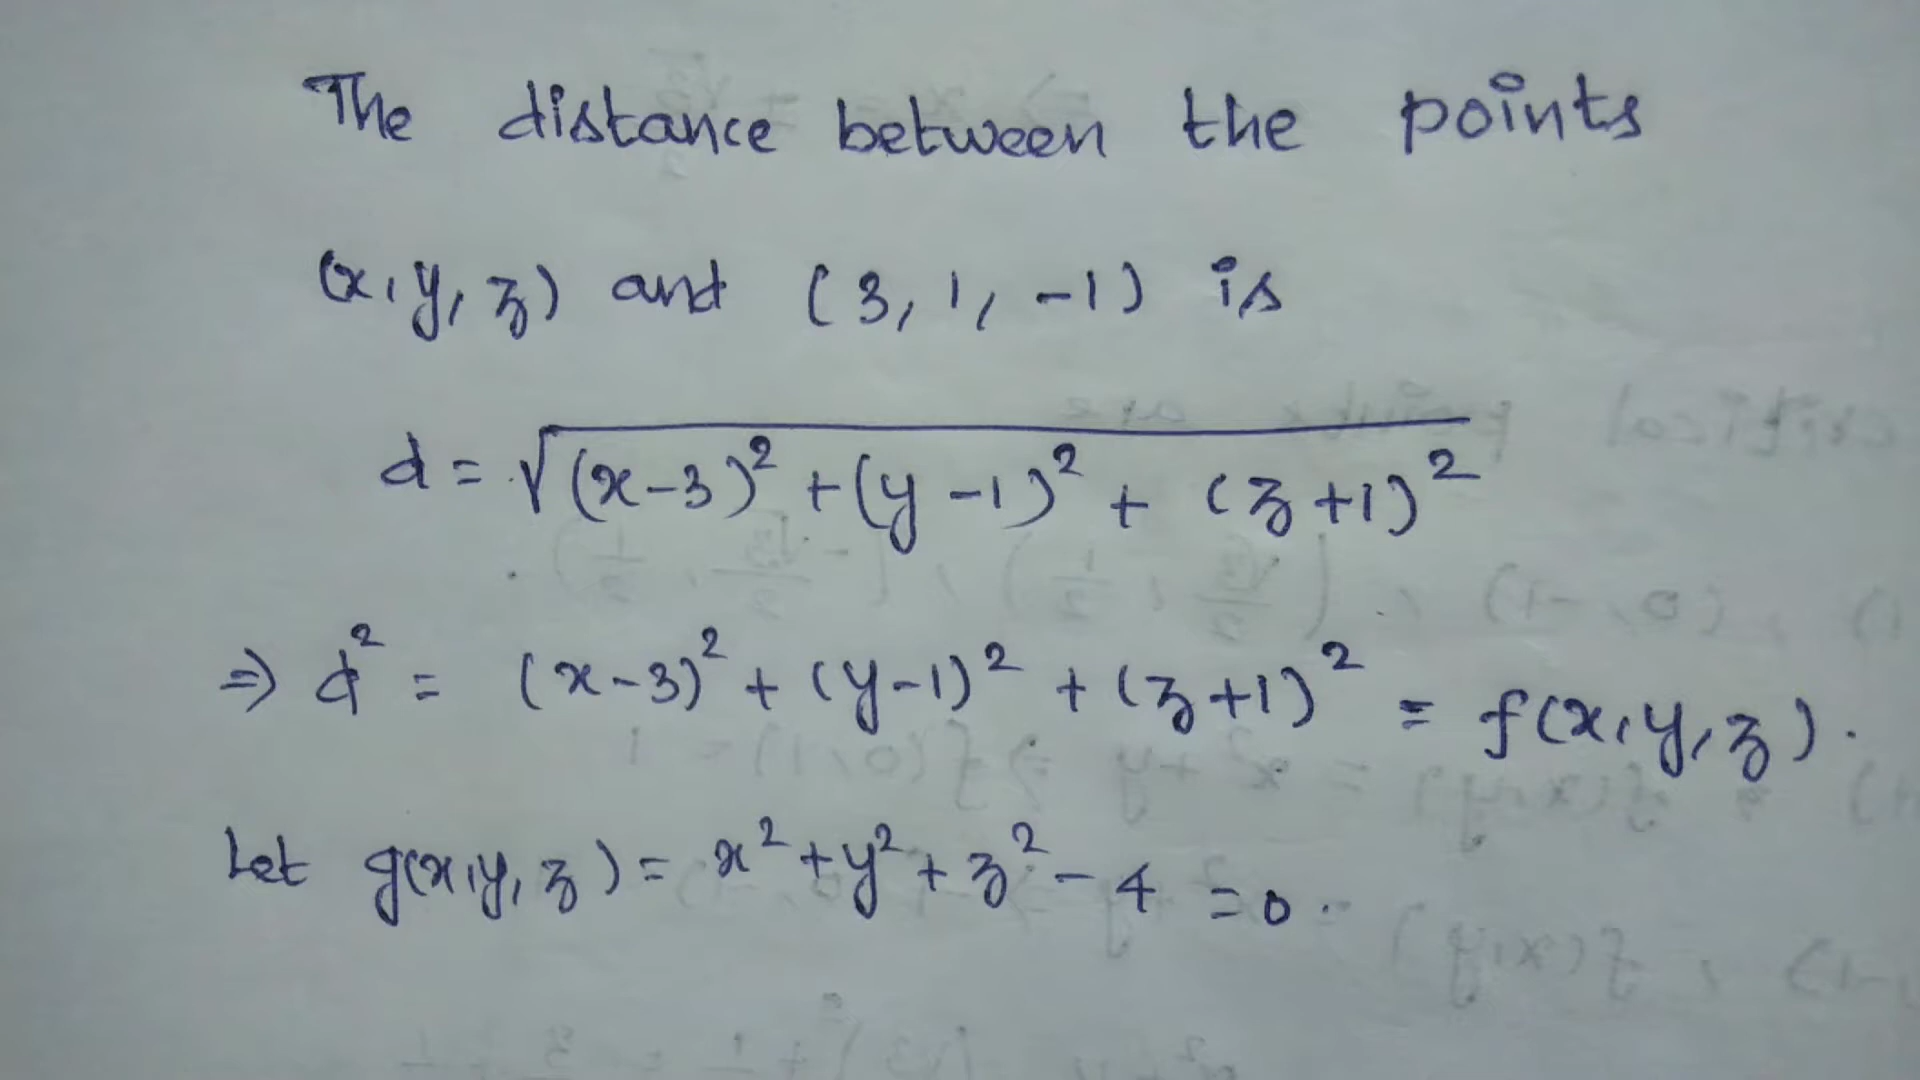 The distance between the points
(x, y, z) and (3, 1, -1) is
d = √(x-3)² + (y-1)² + (z+1)²
⇒ d² = (x-3)² + (y-1)² + (z+1)² = f(x, y, z).
Let g(x, y, z) = x² + y² + z² - 4 = 0.